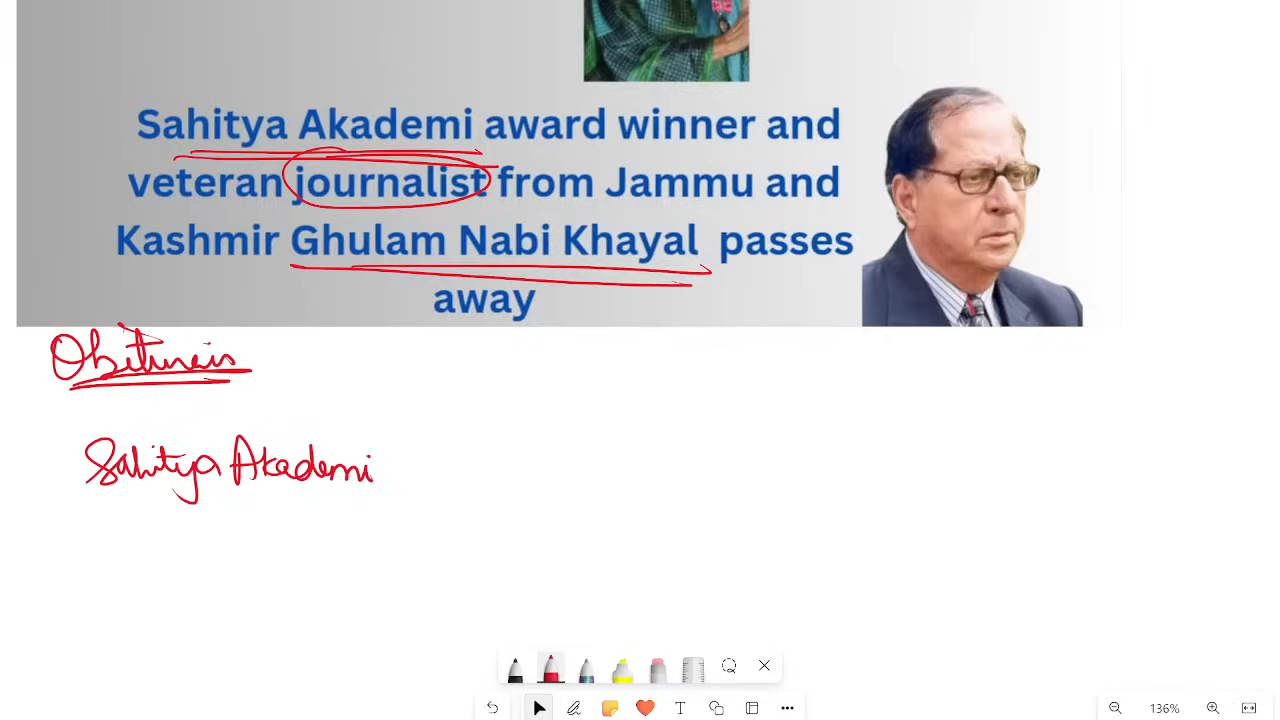 Sahitya Akademi award winner and
veteran journalist from Jammu and
Kashmir Ghulam Nabi Khayal passes
away
Sahitya Akademi
136%